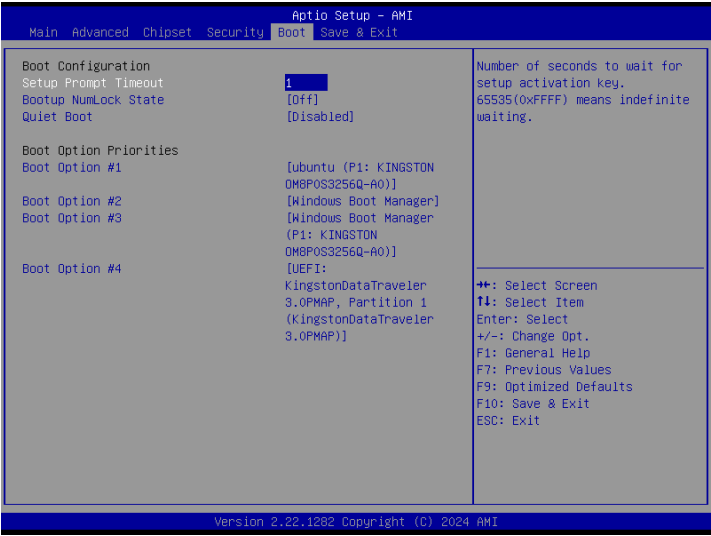 Aptio Setup - AMI
Main Advanced Chipset Security Boot Save & Exit
Boot Configuration
Setup Prompt Timeout 1
Bootup NumLock State [Off]
Quiet Boot [Disabled]
Boot Option Priorities
Boot Option #1 [ubuntu (P1: KINGSTON
OM8P0S3256Q-A0)]
Boot Option #2 [Windows Boot Manager]
Boot Option #3 [Windows Boot Manager
(P1: KINGSTON
OM8P0S3256Q-A0)]
Boot Option #4 [UEFI:
KingstonDataTraveler
3.0PMAP, Partition 1
(KingstonDataTraveler
3.0PMAP)]
Number of seconds to wait for
setup activation key.
65535(0xFFFF) means indefinite
waiting.
→←: Select Screen
↑↓: Select Item
Enter: Select
+/-: Change Opt.
F1: General Help
F7: Previous Values
F9: Optimized Defaults
F10: Save & Exit
ESC: Exit
Version 2.22.1282 Copyright (C) 2024 AMI